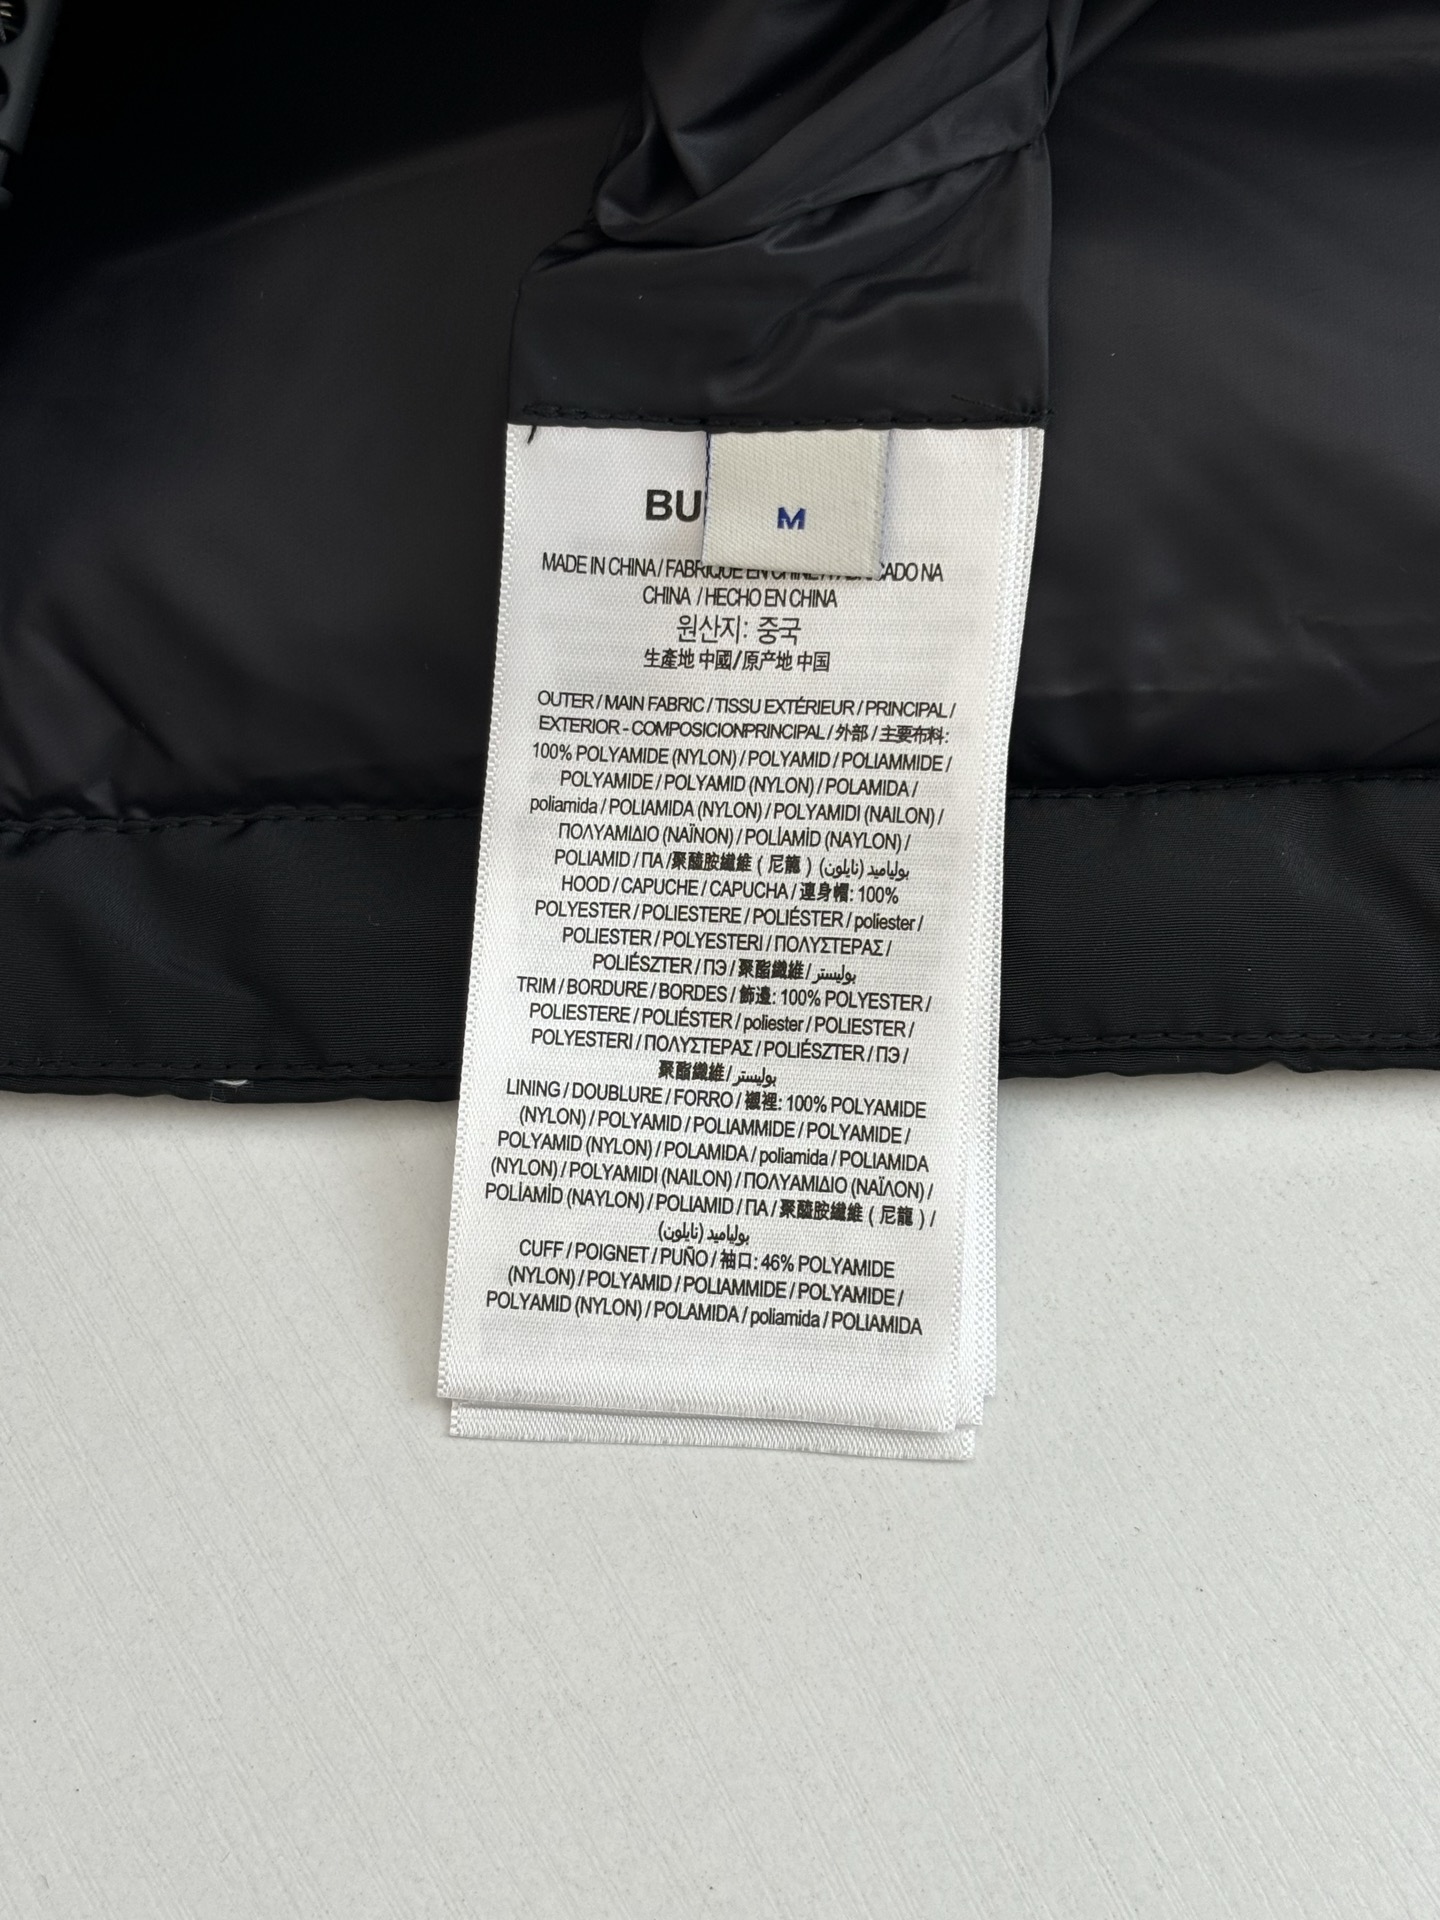 BU
M
MADE IN CHINA / FABRIQUE EN CHINE / FABRICADO NA
CHINA / HECHO EN CHINA
원산지: 중국
生產地 中國/原产地 中国
OUTER / MAIN FABRIC / TISSU EXTÉRIEUR / PRINCIPAL /
EXTERIOR - COMPOSICIONPRINCIPAL / 外部 / 主要布料:
100% POLYAMIDE (NYLON) / POLYAMID / POLIAMMIDE /
POLYAMIDE / POLYAMID (NYLON) / POLAMIDA /
poliamida / POLIAMIDA (NYLON) / POLYAMIDI (NAILON) /
ΠΟΛΥΑΜΙΔΙΟ (NAÏNON) / POLİAMİD (NAYLON) /
POLIAMID / ПА /聚醯胺纖維 ( 尼龍 ) بولياميد (نايلون)
HOOD / CAPUCHE / CAPUCHA / 連身帽: 100%
POLYESTER / POLIESTERE / POLIÉSTER / poliester /
POLIESTER / POLYESTERI / ΠΟΛΥΣΤΕΡΑΣ /
POLIÉSZTER / ПЭ / 聚酯纖維 / بوليستر
TRIM / BORDURE / BORDES / 飾邊: 100% POLYESTER /
POLIESTERE / POLIÉSTER / poliester / POLIESTER /
POLYESTERI / ΠΟΛΥΣΤΕΡΑΣ / POLIÉSZTER / ПЭ /
聚酯纖維 / بوليستر
LINING / DOUBLURE / FORRO / 襯裡: 100% POLYAMIDE
(NYLON) / POLYAMID / POLIAMMIDE / POLYAMIDE /
POLYAMID (NYLON) / POLAMIDA / poliamida / POLIAMIDA
(NYLON) / POLYAMIDI (NAILON) / ΠΟΛΥΑΜΙΔΙΟ (ΝΑΪΛΟΝ) /
POLİAMİD (NAYLON) / POLIAMID / ПА / 聚醯胺纖維 ( 尼龍 ) /
بولياميد (نايلون)
CUFF / POIGNET / PUÑO / 袖口: 46% POLYAMIDE
(NYLON) / POLYAMID / POLIAMMIDE / POLYAMIDE /
POLYAMID (NYLON) / POLAMIDA / poliamida / POLIAMIDA